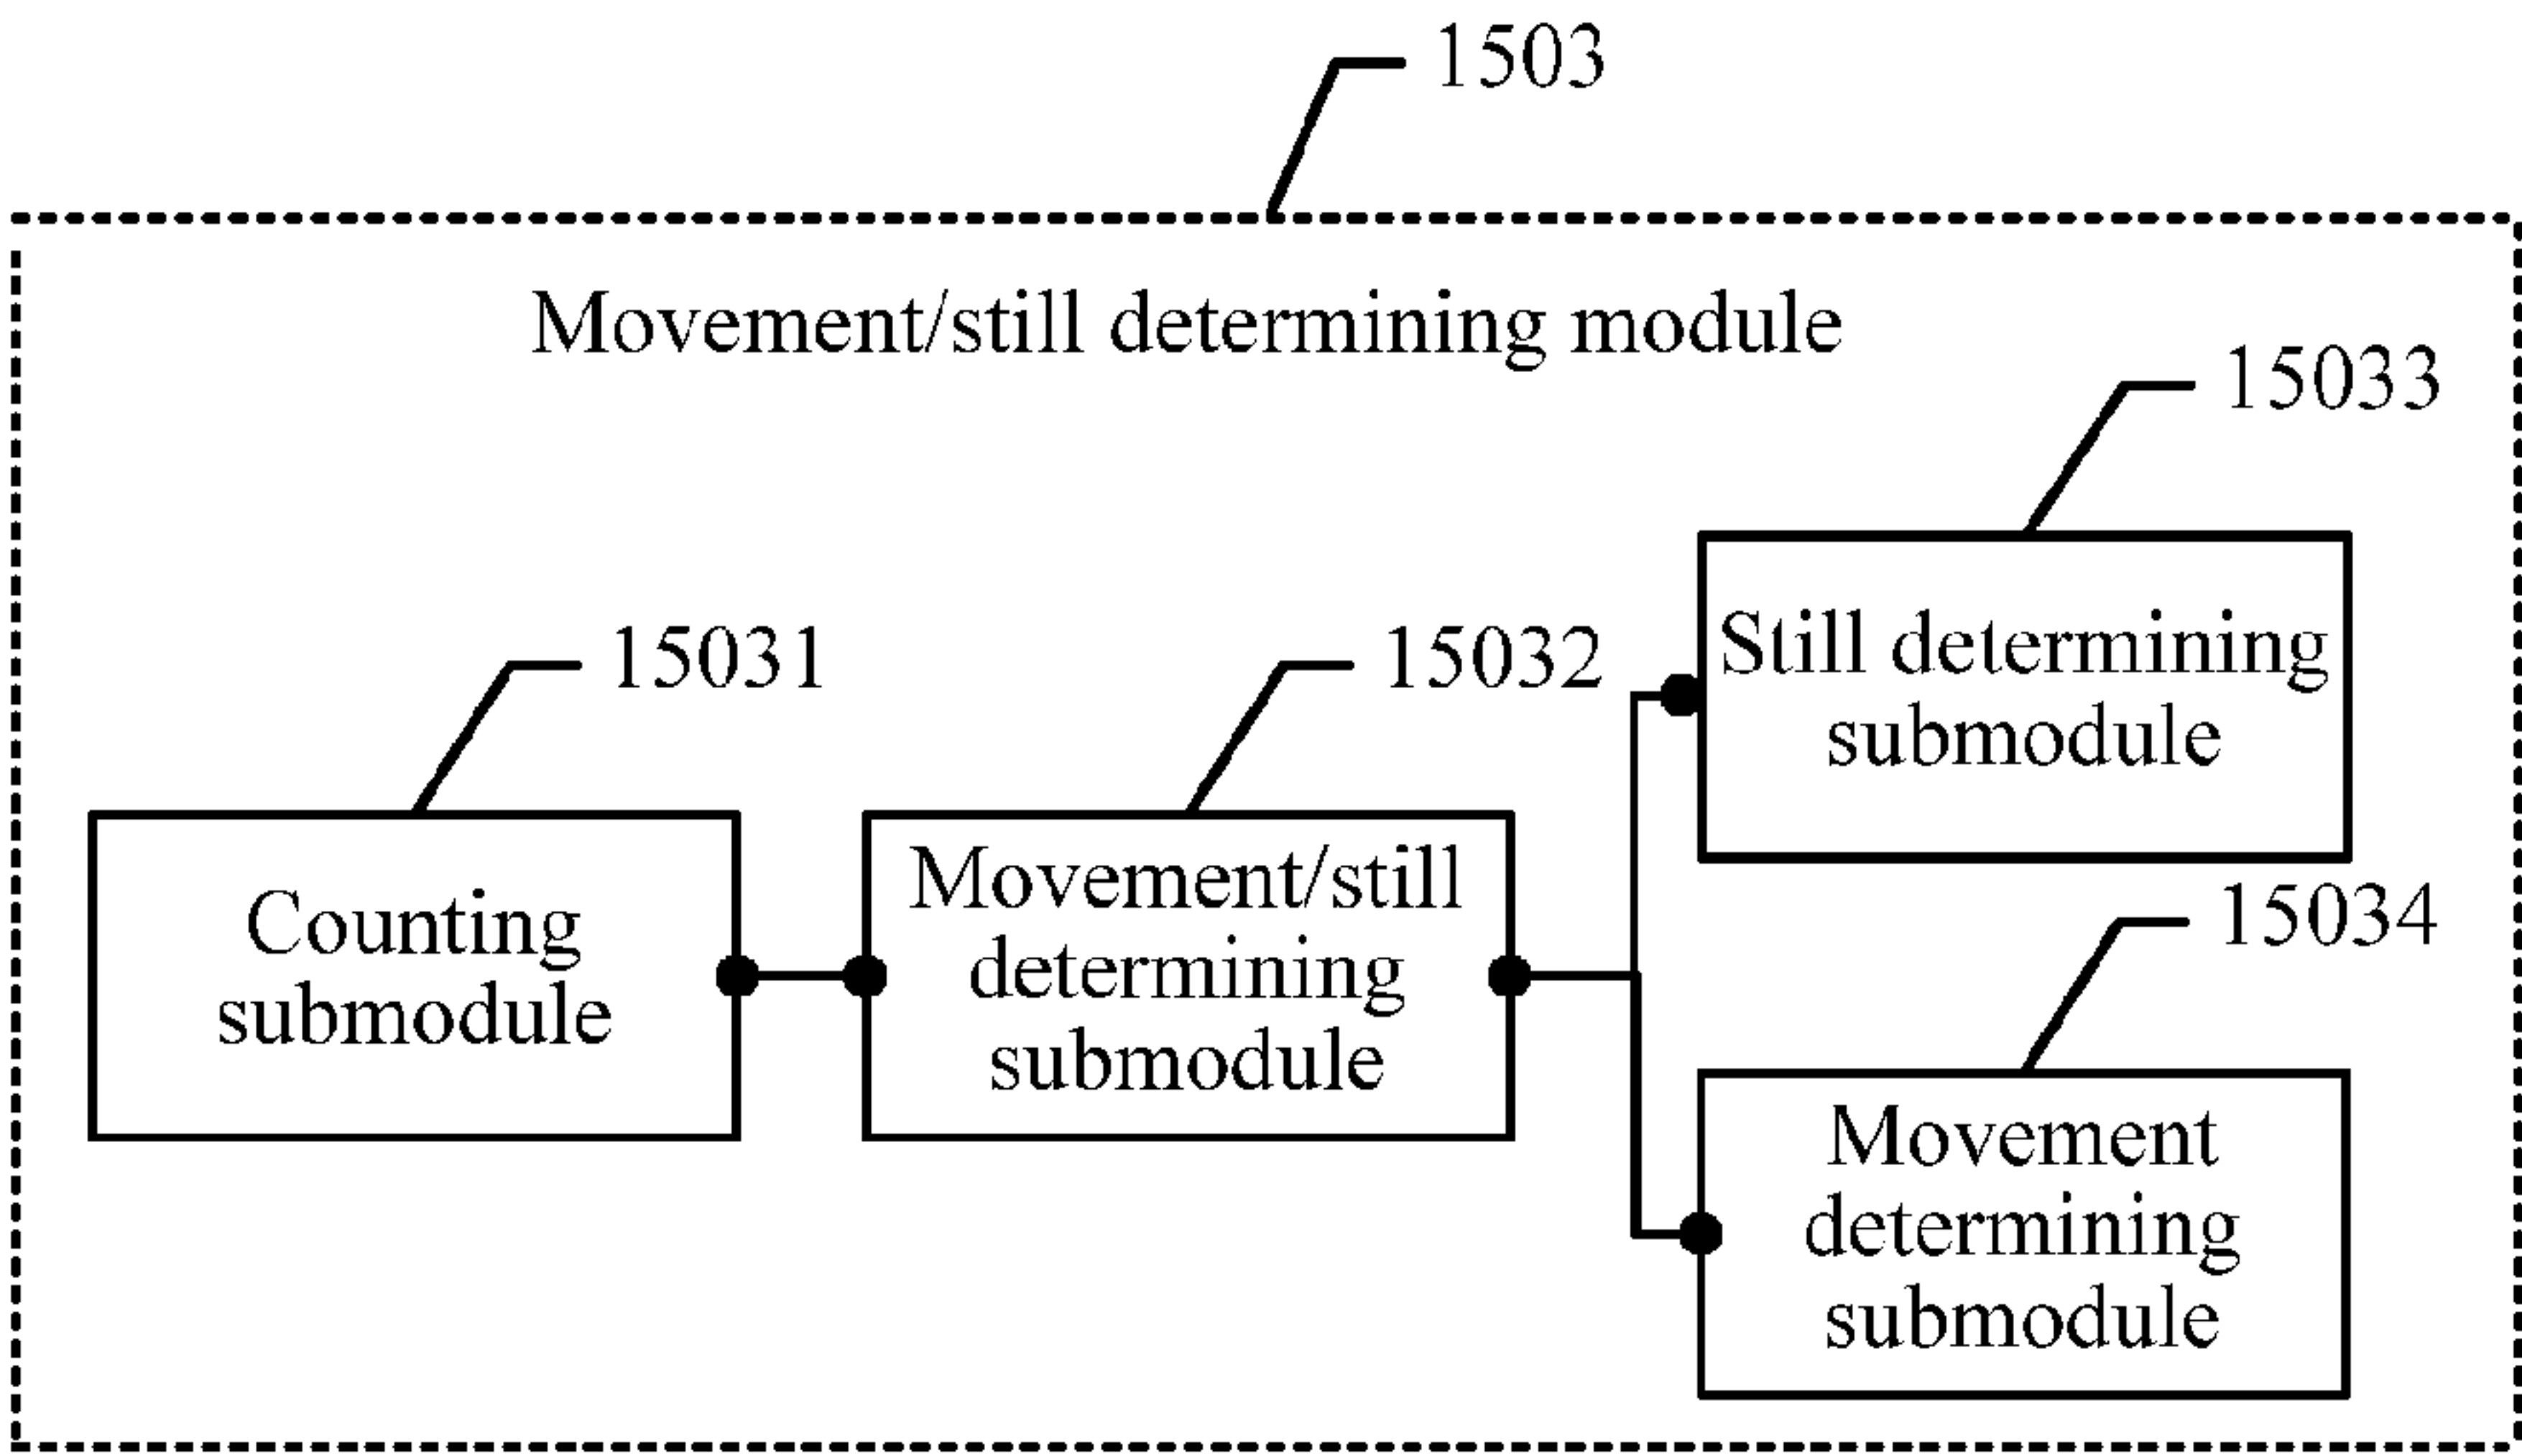 1503
Movement/still determining module
15033
Still determining
submodule
15031
Counting
submodule
15032
Movement/still
determining
submodule
15034
Movement
determining
submodule